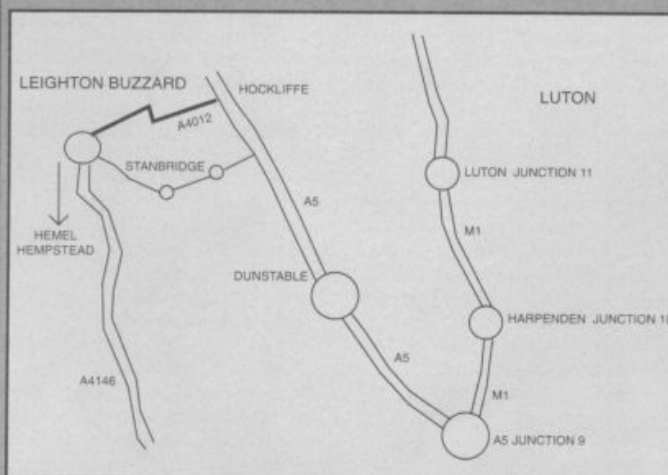 LEIGHTON BUZZARD
HOCKLIFFE
LUTON
A4012
STANBRIDGE
LUTON JUNCTION 11
HEMEL
HEMPSTEAD
A5
M1
DUNSTABLE
HARPENDEN JUNCTION
A5
A4146
M1
A5 JUNCTION 9